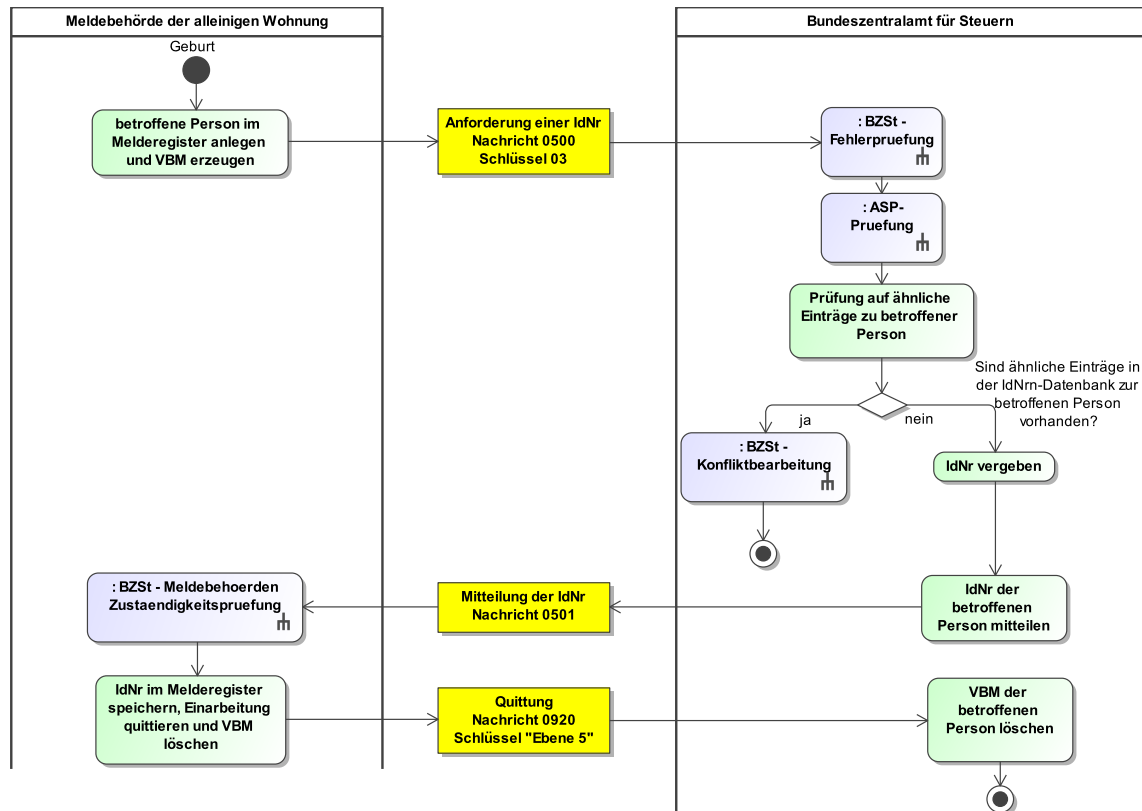 Meldebehörde der alleinigen Wohnung
Bundeszentralamt für Steuern
Geburt
betroffene Person im
Melderegister anlegen
und VBM erzeugen
Anforderung einer IdNr
Nachricht 0500
Schlüssel 03
: BZSt -
Fehlerpruefung
: ASP-
Pruefung
Prüfung auf ähnliche
Einträge zu betroffener
Person
Sind ähnliche Einträge in
der IdNrn-Datenbank zur
betroffenen Person
vorhanden?
ja
nein
: BZSt -
Konfliktbearbeitung
IdNr vergeben
: BZSt - Meldebehoerden
Zustaendigkeitspruefung
Mitteilung der IdNr
Nachricht 0501
IdNr der
betroffenen
Person mitteilen
IdNr im Melderegister
speichern, Einarbeitung
quittieren und VBM
löschen
Quittung
Nachricht 0920
Schlüssel "Ebene 5"
VBM der
betroffenen
Person löschen